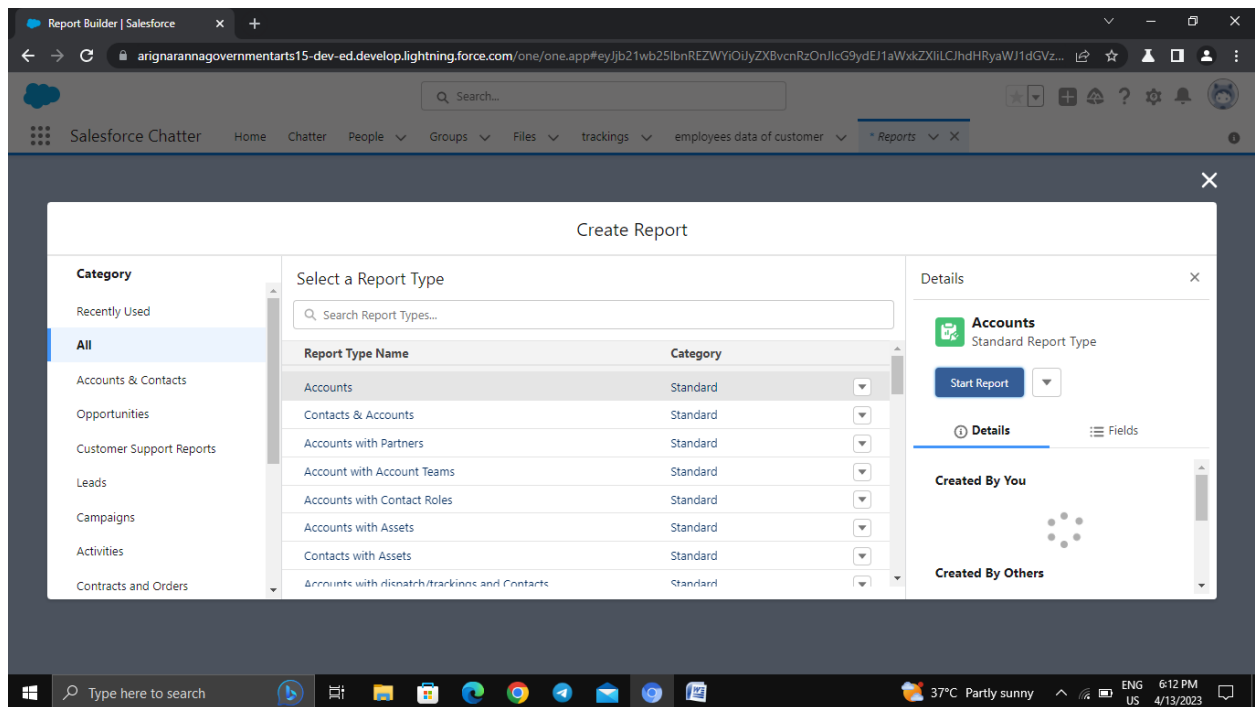 Report Builder | Salesforce
arignarannagovernmentarts15-dev-ed.develop.lightning.force.com/one/one.app#eyJjb21wb25lbnREZWYiOiJyZXBvcnRzOnJlcG9ydEJ1aWxkZXIiLCJhdHRyaWJ1dGVz...
Search...
Salesforce Chatter Home Chatter People Groups Files trackings employees data of customer * Reports
Create Report
Category
Recently Used
All
Accounts & Contacts
Opportunities
Customer Support Reports
Leads
Campaigns
Activities
Contracts and Orders
Select a Report Type
Search Report Types...
Report Type Name Category
Accounts Standard
Contacts & Accounts Standard
Accounts with Partners Standard
Account with Account Teams Standard
Accounts with Contact Roles Standard
Accounts with Assets Standard
Contacts with Assets Standard
Accounts with dispatch/trackings and Contacts Standard
Details
Accounts
Standard Report Type
Start Report
Details Fields
Created By You
Created By Others
Type here to search
37°C Partly sunny
ENG
US
6:12 PM
4/13/2023